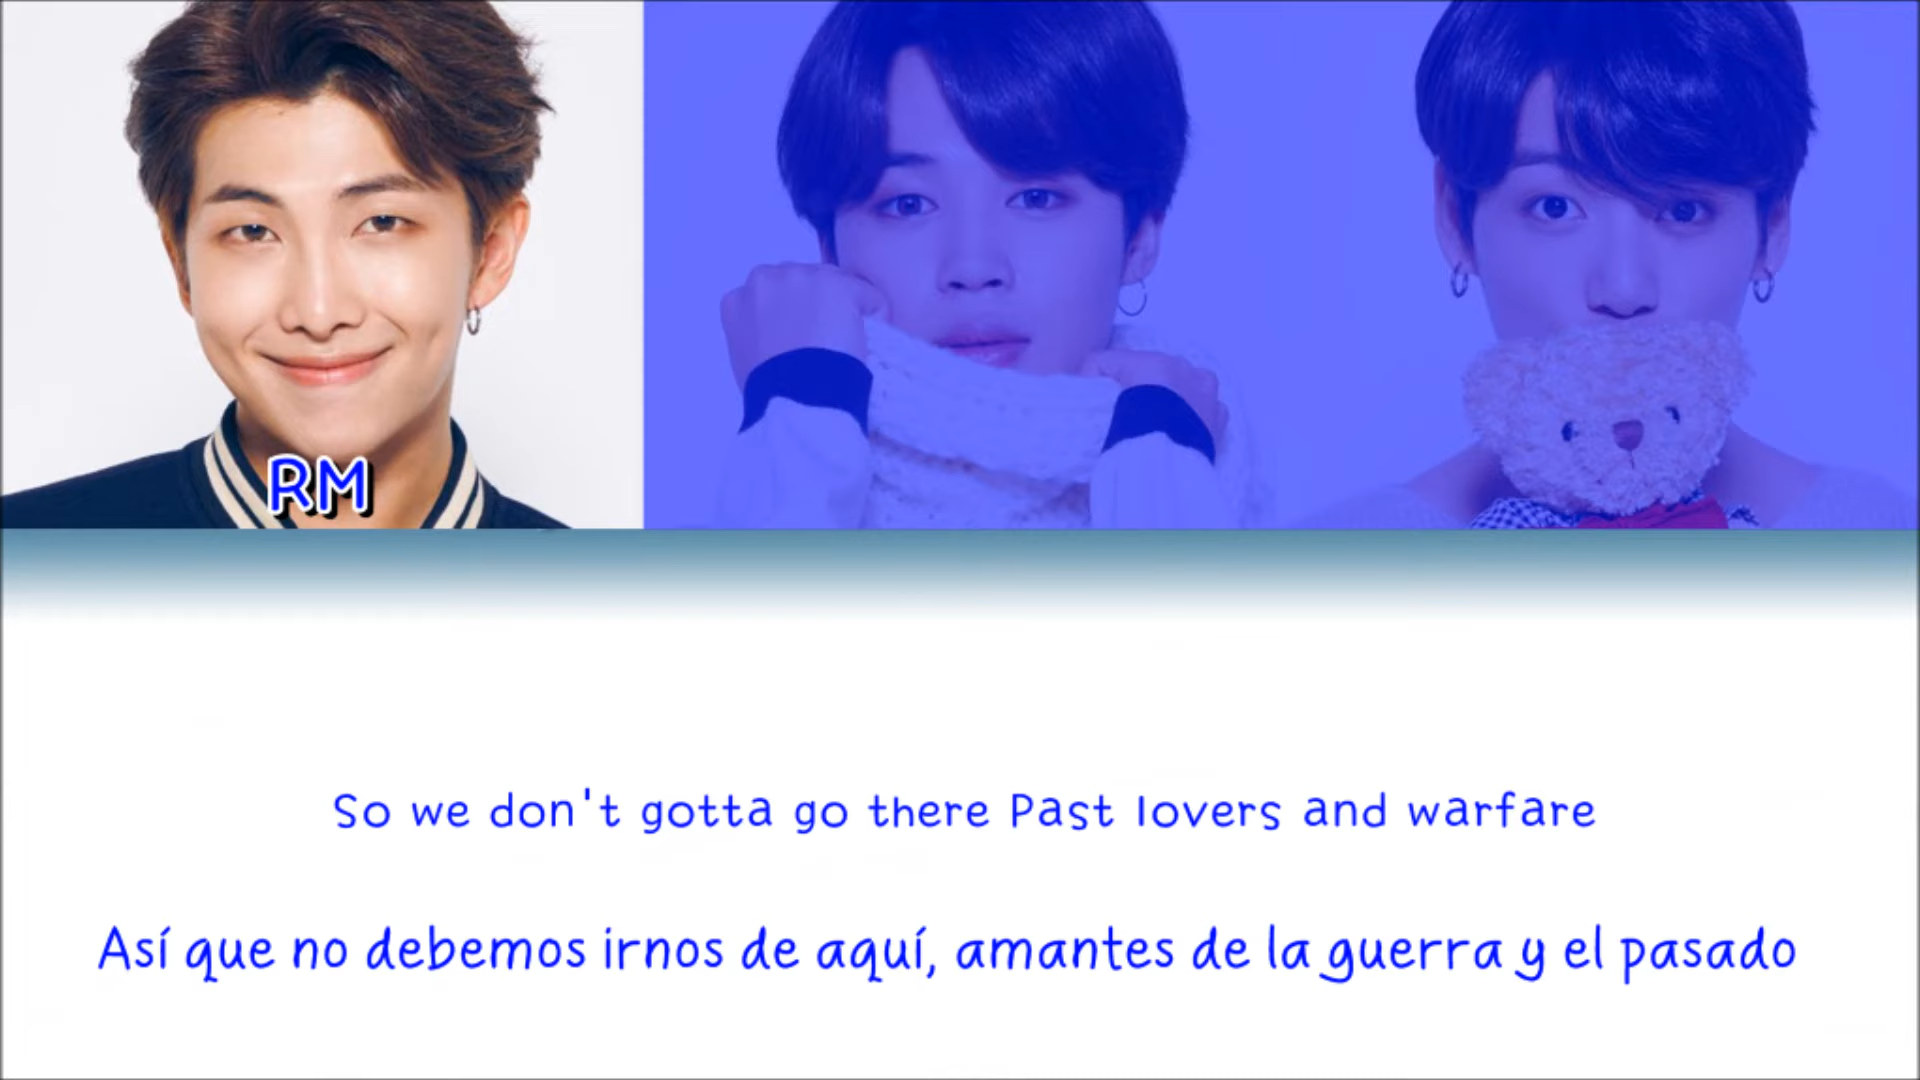 RM
So we don't gotta go there Past lovers and warfare
Así que no debemos irnos de aquí, amantes de la guerra y el pasado